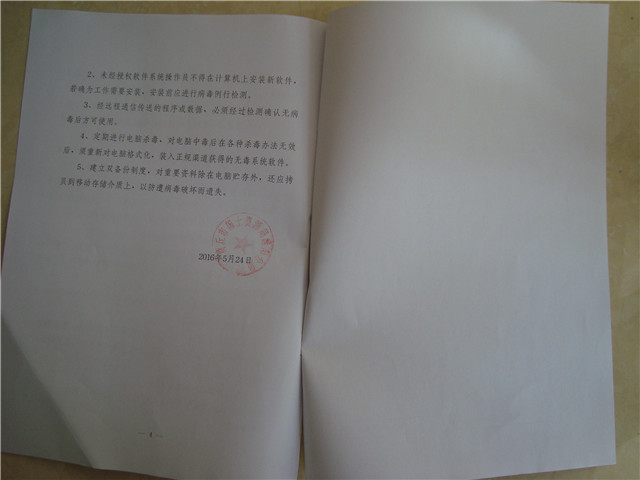 2、未经授权软件系统操作员不得在计算机上安装新软件，
若确为工作需要安装，安装前应进行病毒例行检测。
3、经远程通信传送的程序或数据，必须经过检测确认无病
毒后方可使用。
4、定期进行电脑杀毒，对电脑中毒后在各种杀毒办法无效
后，须重新对电脑格式化，装入正规渠道获得的无毒系统软件。
5、建立双备份制度，对重要资料除在电脑贮存外，还应拷
贝到移动存储介质上，以防遭病毒破坏而遗失。
2016年5月24日